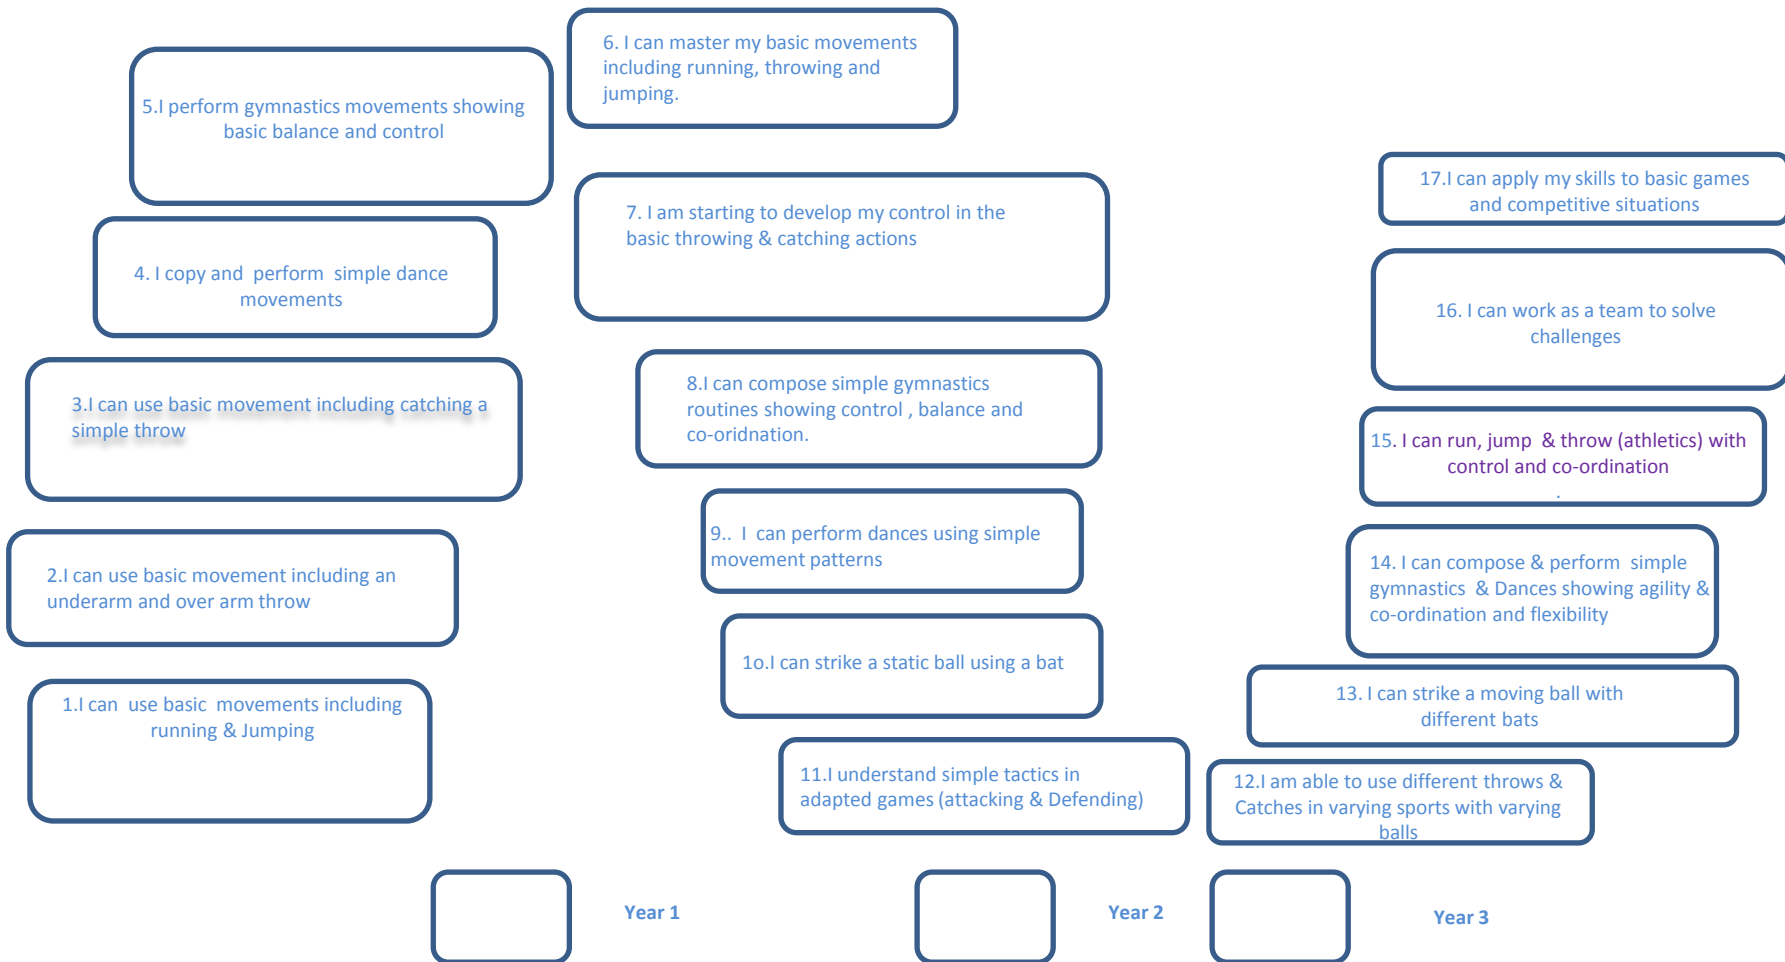 6. I can master my basic movements
including running, throwing and
jumping.
5.I perform gymnastics movements showing
basic balance and control
17.I can apply my skills to basic games
and competitive situations
7. I am starting to develop my control in the
basic throwing & catching actions
4. I copy and perform simple dance
movements
16. I can work as a team to solve
challenges
8.I can compose simple gymnastics
routines showing control , balance and
co-oridnation.
3.I can use basic movement including catching a
simple throw
15. I can run, jump & throw (athletics) with
control and co-ordination
.
9.. I can perform dances using simple
movement patterns
14. I can compose & perform simple
gymnastics & Dances showing agility &
co-ordination and flexibility
2.I can use basic movement including an
underarm and over arm throw
1o.I can strike a static ball using a bat
13. I can strike a moving ball with
different bats
1.I can use basic movements including
running & Jumping
11.I understand simple tactics in
adapted games (attacking & Defending)
12.I am able to use different throws &
Catches in varying sports with varying
balls
Year 1
Year 2
Year 3